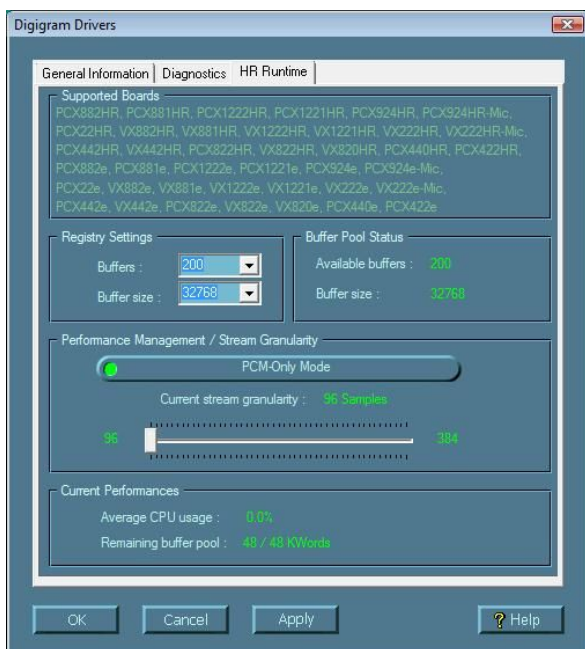 Digigram Drivers
General Information
Diagnostics
HR Runtime
Supported Boards
PCX882HR, PCX881HR, PCX1222HR, PCX1221HR, PCX924HR, PCX924HR-Mic,
PCX22HR, VX882HR, VX881HR, VX1222HR, VX1221HR, VX222HR, VX222HR-Mic,
PCX442HR, VX442HR, PCX822HR, VX822HR, VX820HR, PCX440HR, PCX422HR,
PCX882e, PCX881e, PCX1222e, PCX1221e, PCX924e, PCX924e-Mic,
PCX22e, VX882e, VX881e, VX1222e, VX1221e, VX222e, VX222e-Mic,
PCX442e, VX442e, PCX822e, VX822e, VX820e, PCX440e, PCX422e
Registry Settings
Buffers : 200
Buffer size : 32768
Buffer Pool Status
Available buffers : 200
Buffer size : 32768
Performance Management / Stream Granularity
PCM-Only Mode
Current stream granularity : 96 Samples
96
384
Current Performances
Average CPU usage : 0.0%
Remaining buffer pool : 48 / 48 KWords
OK
Cancel
Apply
? Help